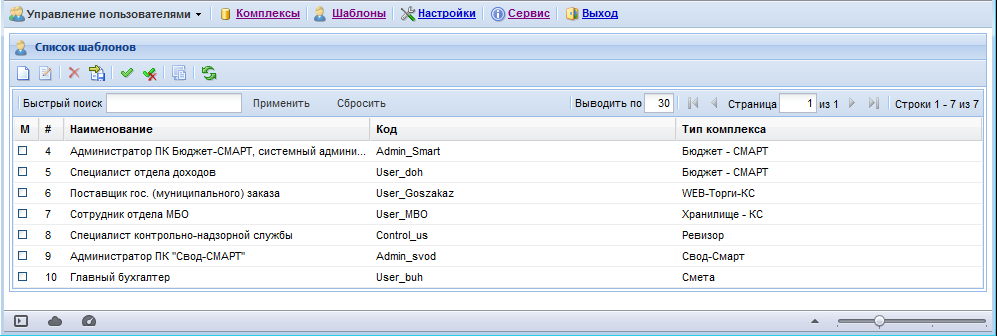 Управление пользователями Комплексы Шаблоны Настройки Сервис Выход
Список шаблонов
Быстрый поиск Применить Сбросить Выводить по 30 Страница 1 из 1 Строки 1 - 7 из 7
М # Наименование Код Тип комплекса
4 Администратор ПК Бюджет-СМАРТ, системный админи... Admin_Smart Бюджет - СМАРТ
5 Специалист отдела доходов User_doh Бюджет - СМАРТ
6 Поставщик гос. (муниципального) заказа User_Goszakaz WEB-Торги-КС
7 Сотрудник отдела МБО User_MBO Хранилище - КС
8 Специалист контрольно-надзорной службы Control_us Ревизор
9 Администратор ПК "Свод-СМАРТ" Admin_svod Свод-Смарт
10 Главный бухгалтер User_buh Смета